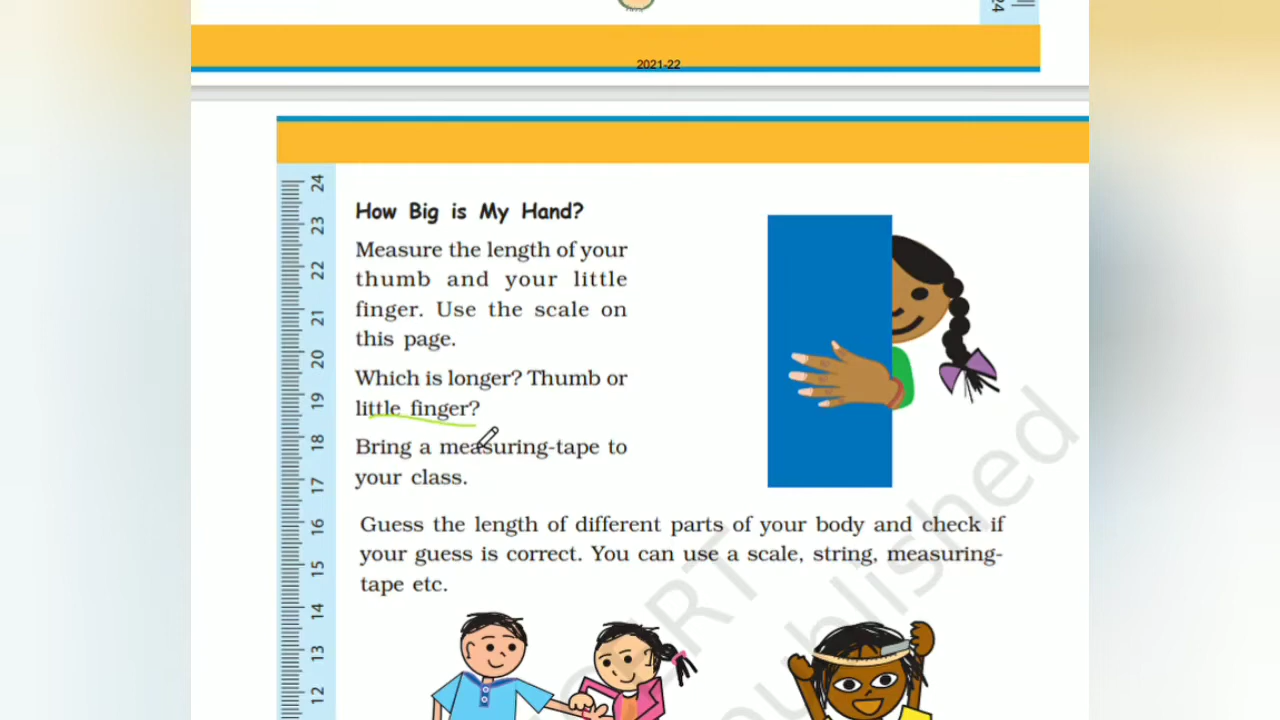 24
2021-22
24
23
22
21
20
19
18
17
16
15
14
13
12
How Big is My Hand?
Measure the length of your
thumb and your little
finger. Use the scale on
this page.
Which is longer? Thumb or
little finger?
Bring a measuring-tape to
your class.
Guess the length of different parts of your body and check if
your guess is correct. You can use a scale, string, measuring-
tape etc.